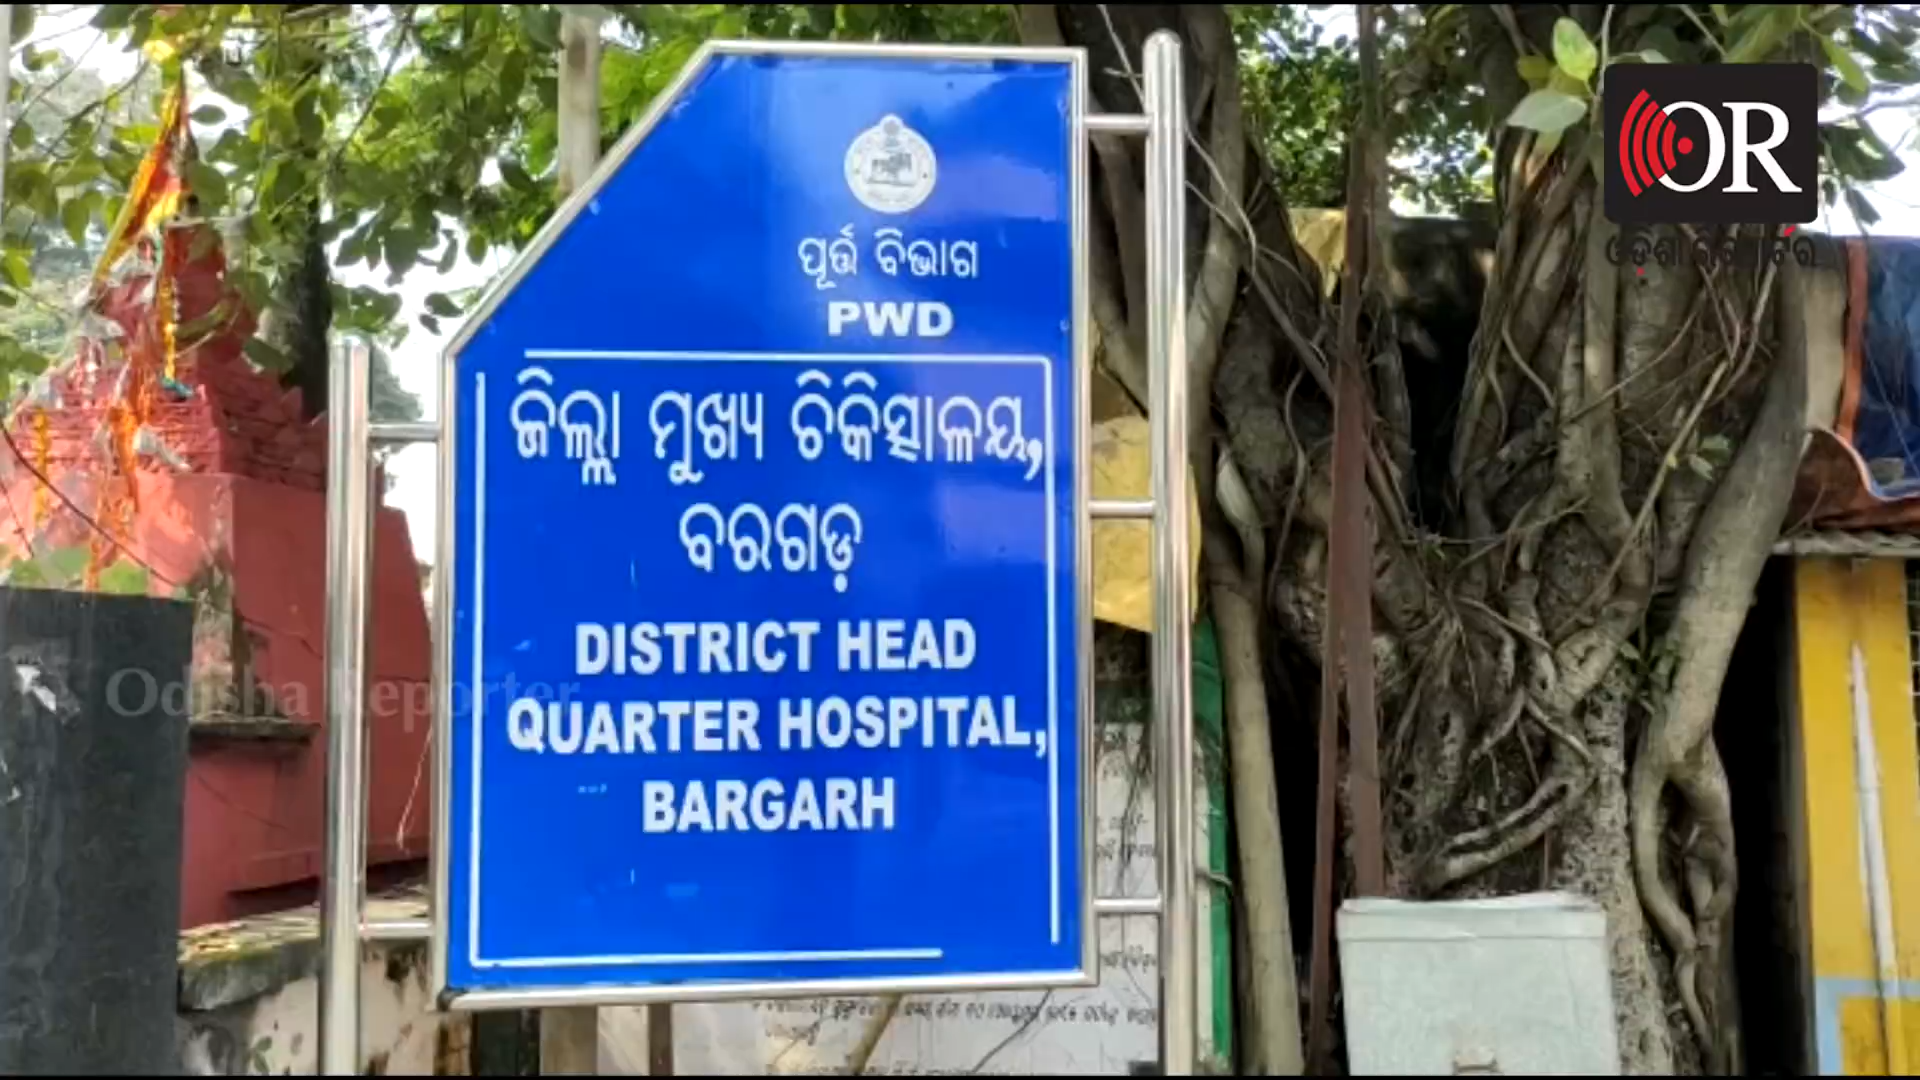 OR
ଓଡ଼ିଶା ରିପୋର୍ଟର
ପୂର୍ତ୍ତ ବିଭାଗ
PWD
ଜିଲ୍ଲା ମୁଖ୍ୟ ଚିକିତ୍ସାଳୟ,
ବରଗଡ଼
DISTRICT HEAD
QUARTER HOSPITAL,
BARGARH
Odisha Reporter